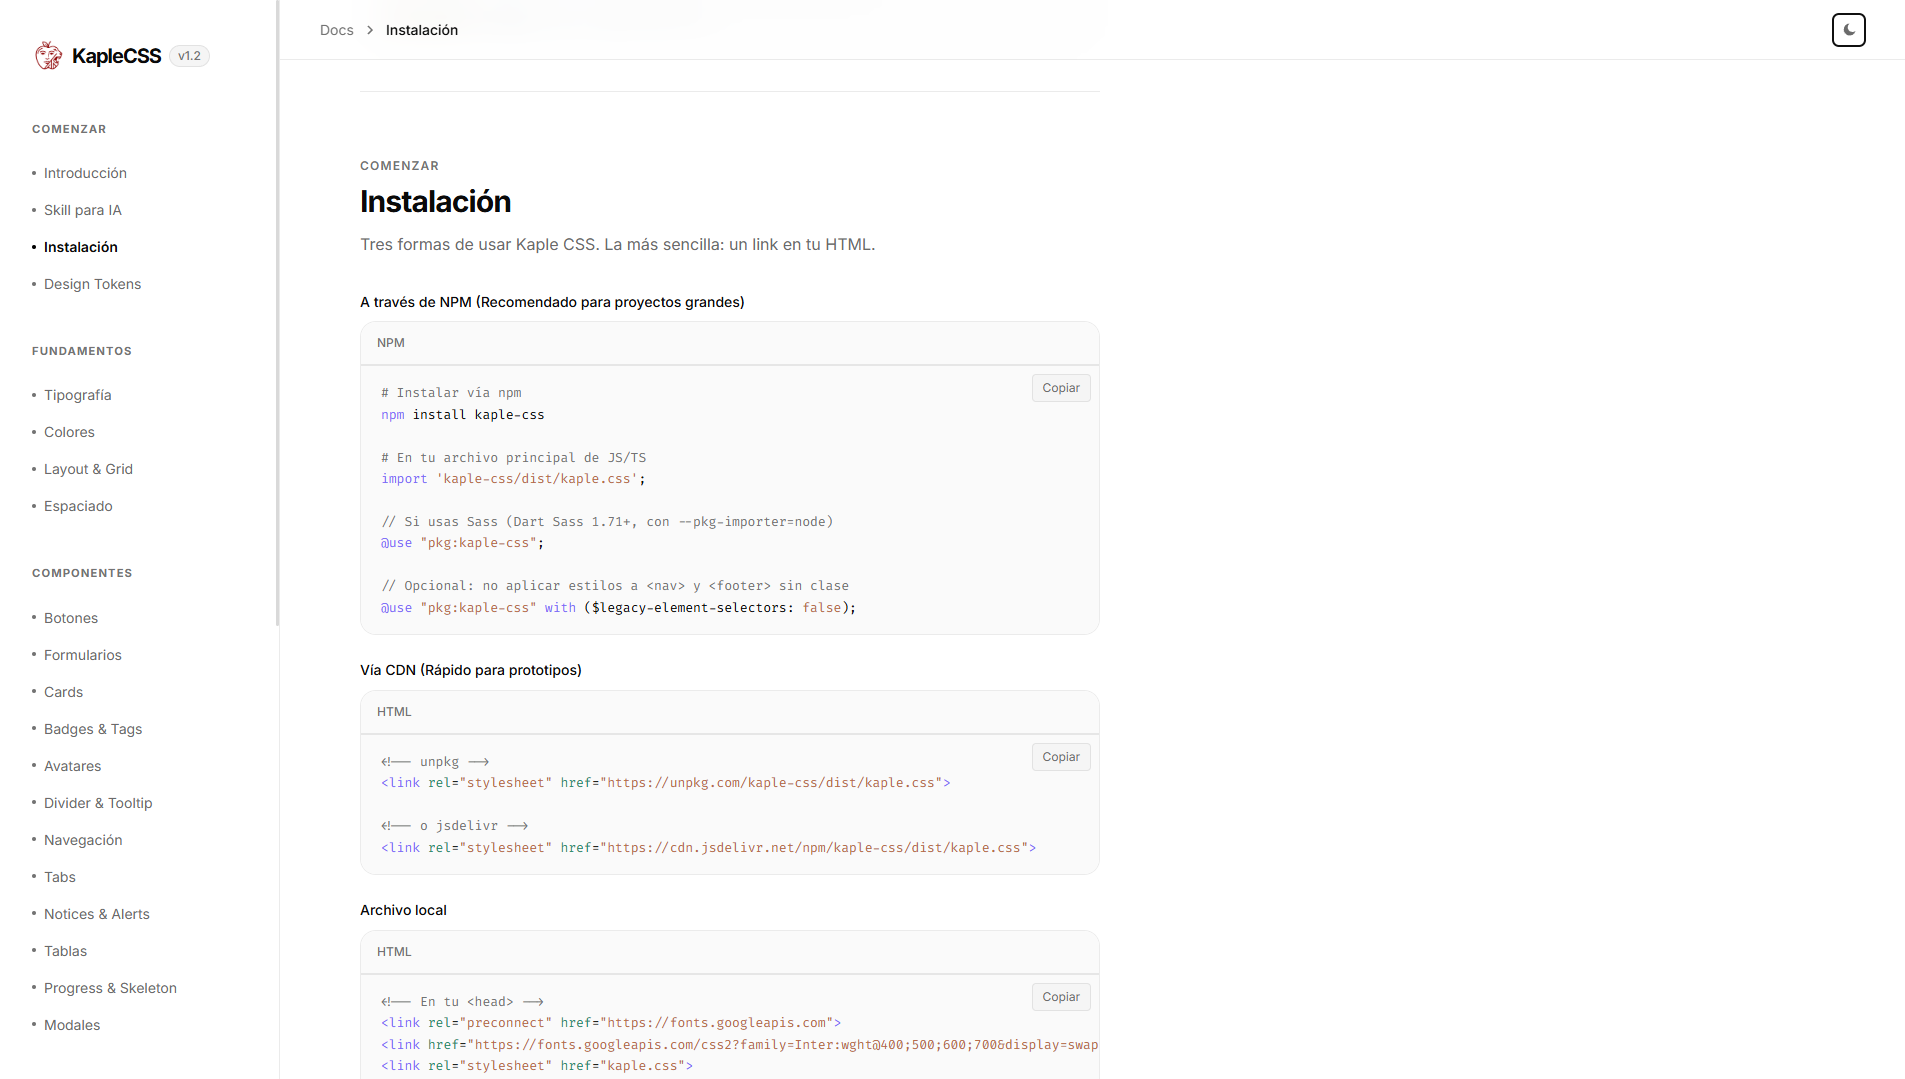 KapleCSS v1.2
COMENZAR
Introducción
Skill para IA
Instalación
Design Tokens
FUNDAMENTOS
Tipografía
Colores
Layout & Grid
Espaciado
COMPONENTES
Botones
Formularios
Cards
Badges & Tags
Avatares
Divider & Tooltip
Navegación
Tabs
Notices & Alerts
Tablas
Progress & Skeleton
Modales
Docs > Instalación
COMENZAR
Instalación
Tres formas de usar Kaple CSS. La más sencilla: un link en tu HTML.
A través de NPM (Recomendado para proyectos grandes)
NPM
Copiar
# Instalar vía npm
npm install kaple-css
# En tu archivo principal de JS/TS
import 'kaple-css/dist/kaple.css';
// Si usas Sass (Dart Sass 1.71+, con --pkg-importer=node)
@use "pkg:kaple-css";
// Opcional: no aplicar estilos a <nav> y <footer> sin clase
@use "pkg:kaple-css" with ($legacy-element-selectors: false);
Vía CDN (Rápido para prototipos)
HTML
Copiar
<!-- unpkg -->
<link rel="stylesheet" href="https://unpkg.com/kaple-css/dist/kaple.css">
<!-- o jsdelivr -->
<link rel="stylesheet" href="https://cdn.jsdelivr.net/npm/kaple-css/dist/kaple.css">
Archivo local
HTML
Copiar
<!-- En tu <head> -->
<link rel="preconnect" href="https://fonts.googleapis.com">
<link href="https://fonts.googleapis.com/css2?family=Inter:wght@400;500;600;700&display=swap
<link rel="stylesheet" href="kaple.css">